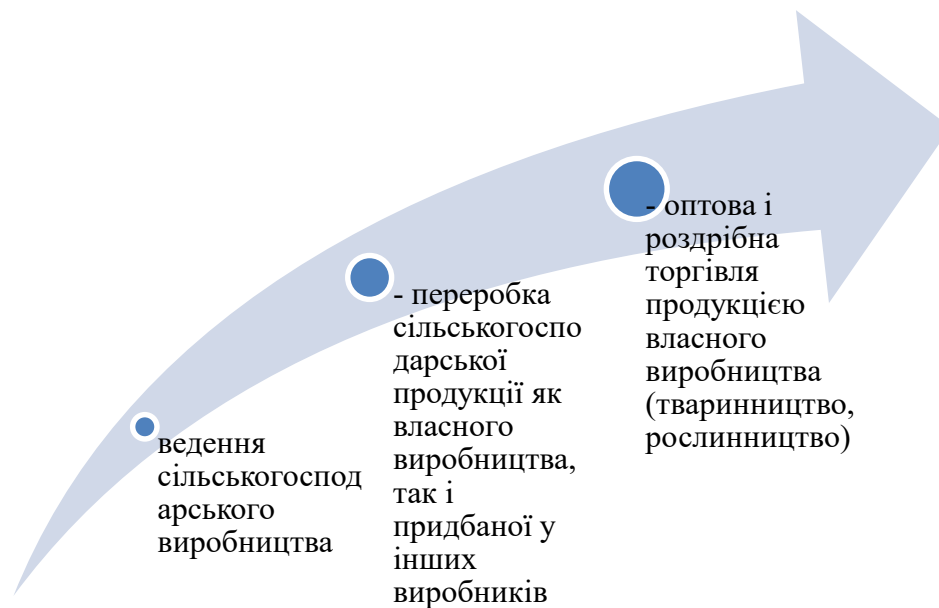 ведення
сільськогоспод
арського
виробництва
- переробка
сільськогоспо
дарської
продукції як
власного
виробництва,
так і
придбаної у
інших
виробників
- оптова і
роздрібна
торгівля
продукцією
власного
виробництва
(тваринництво,
рослинництво)